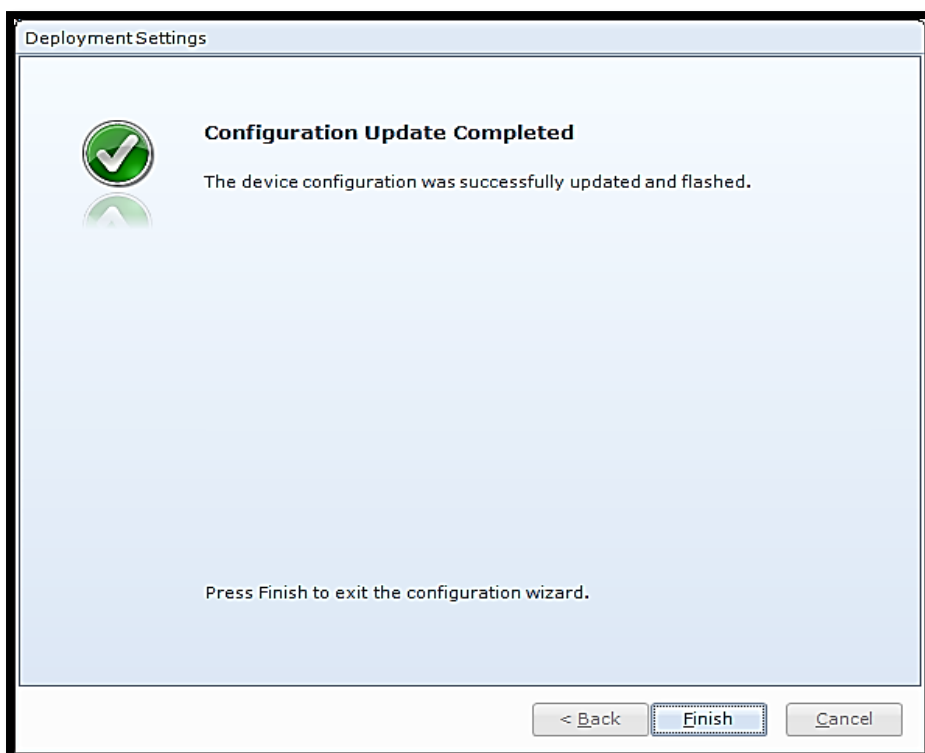 Deployment Settings
Configuration Update Completed
The device configuration was successfully updated and flashed.
Press Finish to exit the configuration wizard.
< Back
Finish
Cancel